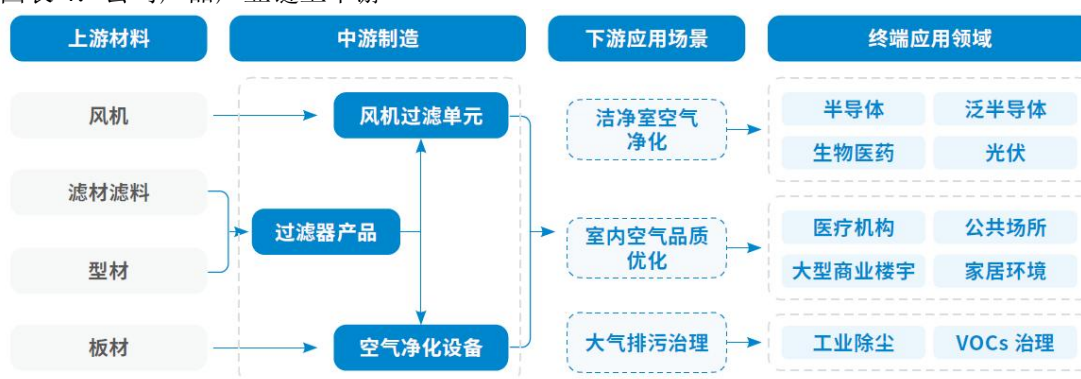 上游材料
中游制造
下游应用场景
终端应用领域
风机
风机过滤单元
洁净室空气
净化
半导体
泛半导体
生物医药
光伏
滤材滤料
过滤器产品
型材
室内空气品质
优化
医疗机构
公共场所
大型商业楼宇
家居环境
板材
空气净化设备
大气排污治理
工业除尘
VOCs 治理